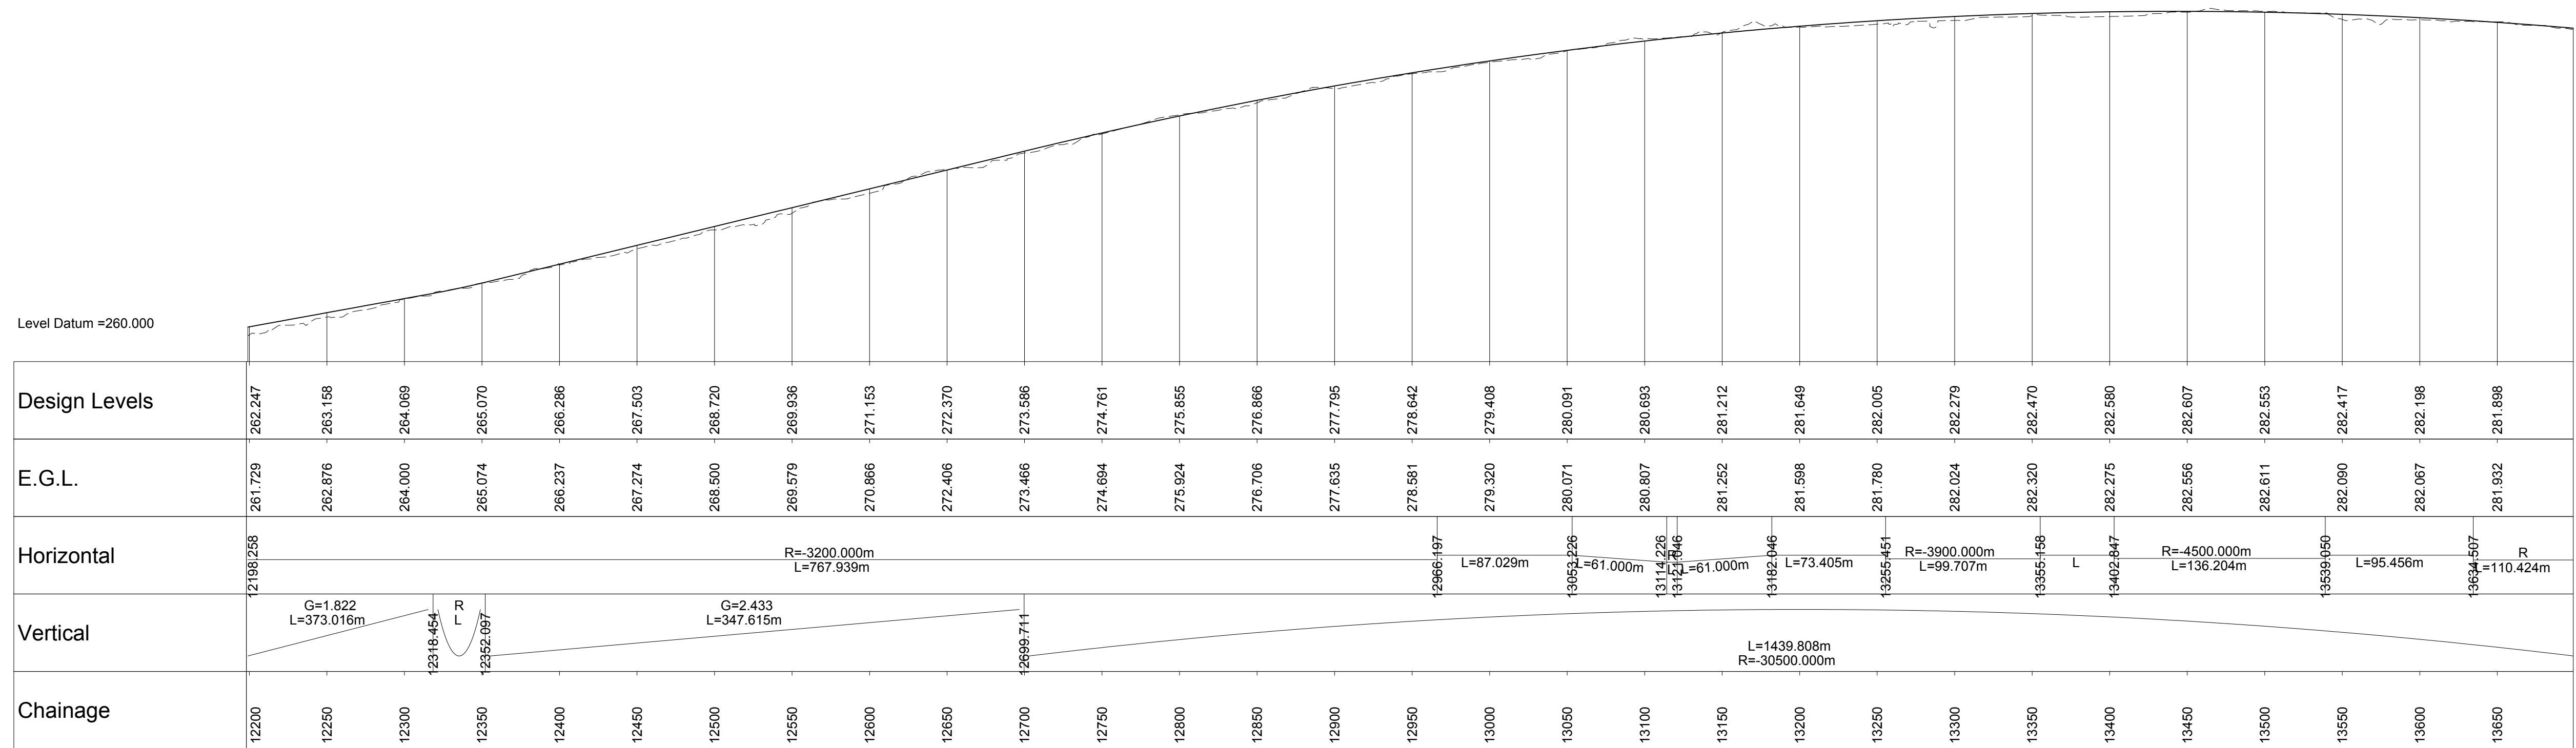 Level Datum =260.000
Design Levels
262.247 263.158 264.069 265.070 266.286 267.503 268.720 269.936 271.153 272.370 273.586 274.761 275.855 276.866 277.795 278.642 279.408 280.091 280.693 281.212 281.649 282.005 282.279 282.470 282.580 282.607 282.553 282.417 282.198 281.898
E.G.L.
261.729 262.876 264.000 265.074 266.237 267.274 268.500 269.579 270.866 272.406 273.466 274.694 275.924 276.706 277.635 278.581 279.320 280.071 280.807 281.252 281.598 281.780 282.024 282.320 282.275 282.556 282.611 282.090 282.067 281.932
Horizontal
12198.258 12966.197 13053.226 13114.226 13121.046 13182.046 13255.451 13355.158 13402.847 13539.050 13634.507
R=-3200.000m R R=-3900.000m R=-4500.000m R
L=767.939m L=87.029m L=61.000m L L=61.000m L=73.405m L=99.707m L L=136.204m L=95.456m L=110.424m
Vertical
G=1.822 R G=2.433
L=373.016m L L=347.615m
12318.454 12352.097 12699.711
L=1439.808m
R=-30500.000m
Chainage
12200 12250 12300 12350 12400 12450 12500 12550 12600 12650 12700 12750 12800 12850 12900 12950 13000 13050 13100 13150 13200 13250 13300 13350 13400 13450 13500 13550 13600 13650